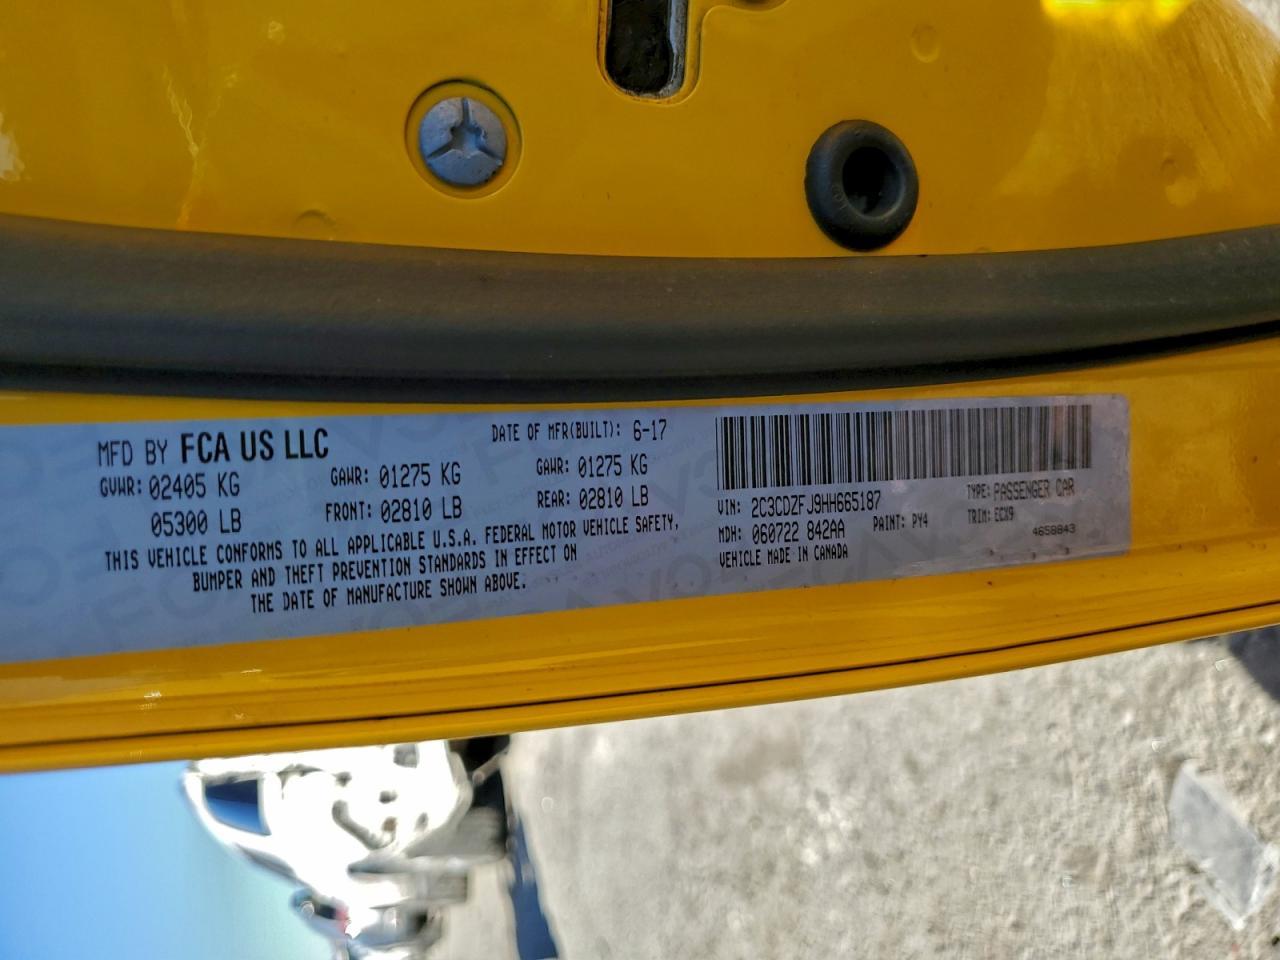 MFD BY FCA US LLC
DATE OF MFR(BUILT): 6-17
GVWR: 02405 KG
05300 LB
GAWR: 01275 KG
FRONT: 02810 LB
GAWR: 01275 KG
REAR: 02810 LB
THIS VEHICLE CONFORMS TO ALL APPLICABLE U.S.A. FEDERAL MOTOR VEHICLE SAFETY,
BUMPER AND THEFT PREVENTION STANDARDS IN EFFECT ON
THE DATE OF MANUFACTURE SHOWN ABOVE.
VIN: 2C3CDZFJ9HH665187
TYPE: PASSENGER CAR
MDH: 060722 842AA
PAINT: PY4
TRIM: ECX9
VEHICLE MADE IN CANADA
4658843